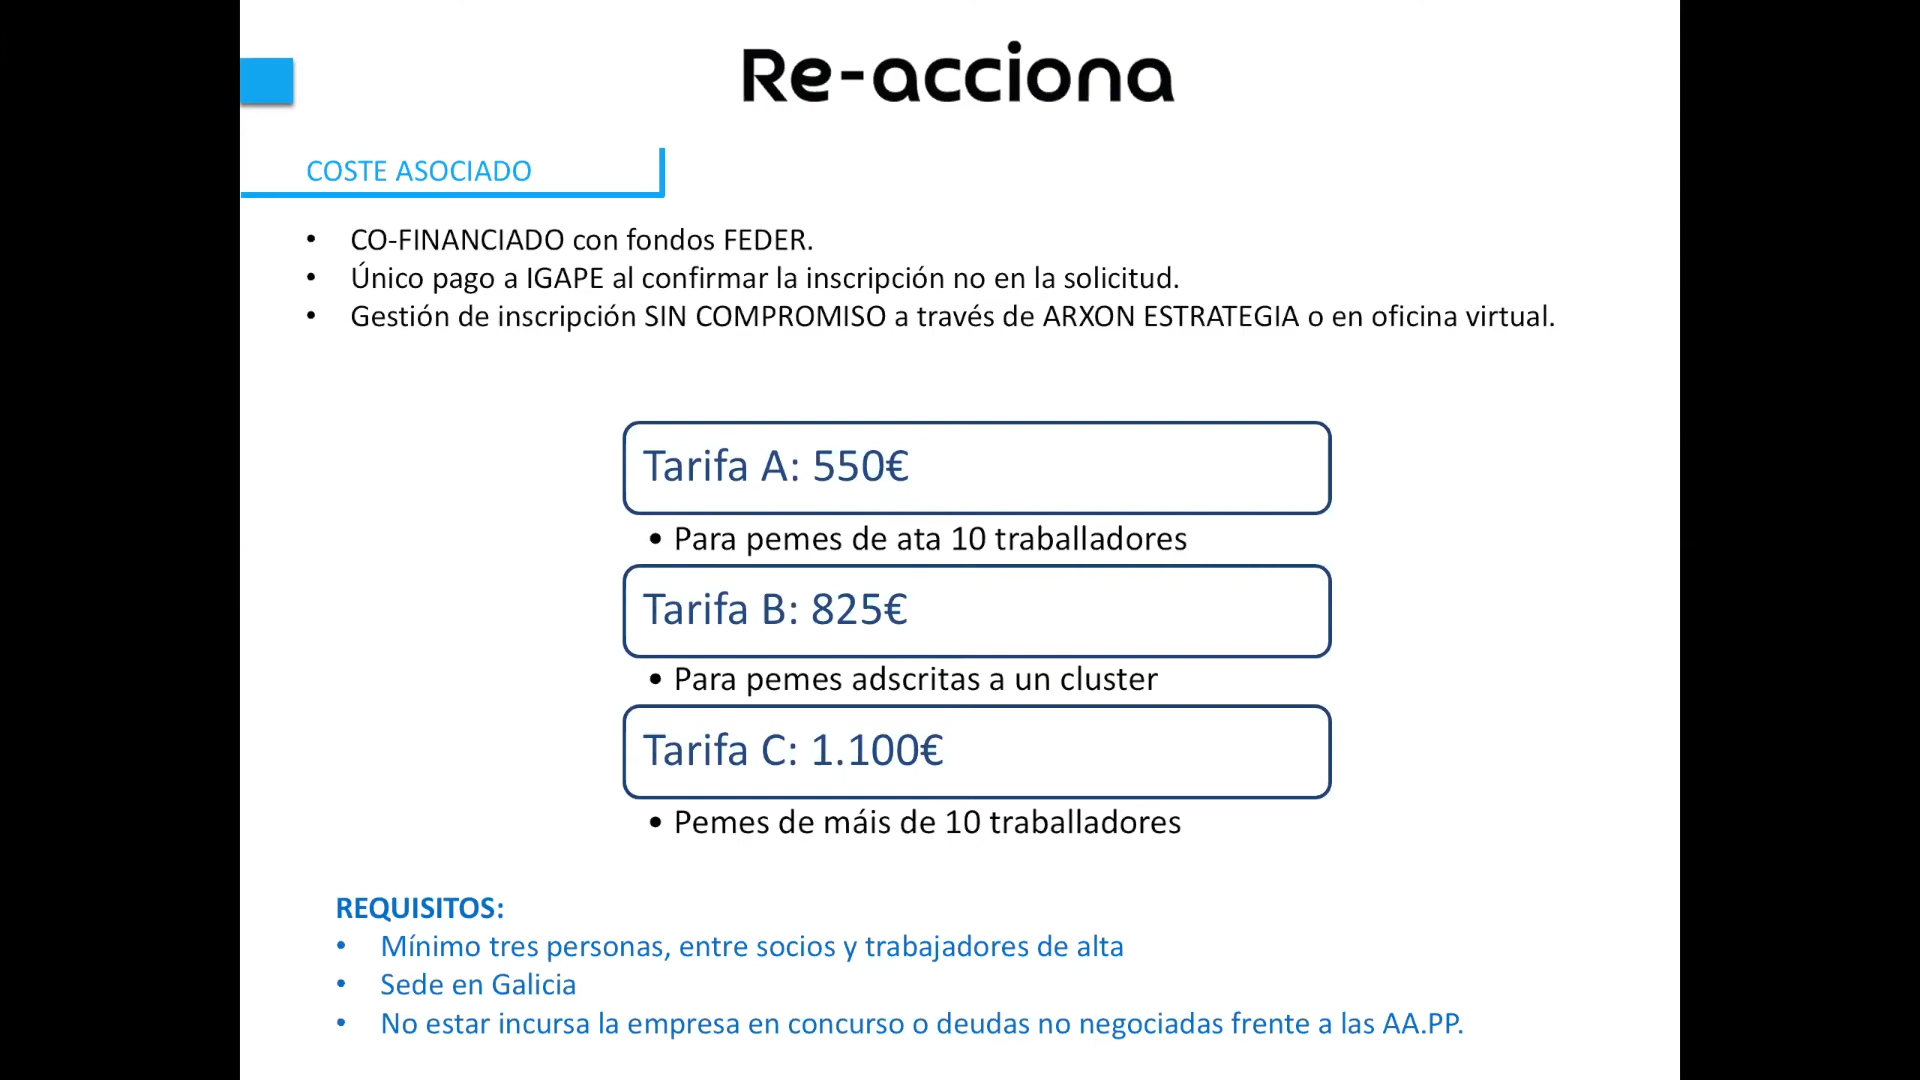 Re-acciona
COSTE ASOCIADO
• CO-FINANCIADO con fondos FEDER.
• Único pago a IGAPE al confirmar la inscripción no en la solicitud.
• Gestión de inscripción SIN COMPROMISO a través de ARXON ESTRATEGIA o en oficina virtual.
Tarifa A: 550€
• Para pemes de ata 10 traballadores
Tarifa B: 825€
• Para pemes adscritas a un cluster
Tarifa C: 1.100€
• Pemes de máis de 10 traballadores
REQUISITOS:
• Mínimo tres personas, entre socios y trabajadores de alta
• Sede en Galicia
• No estar incursa la empresa en concurso o deudas no negociadas frente a las AA.PP.